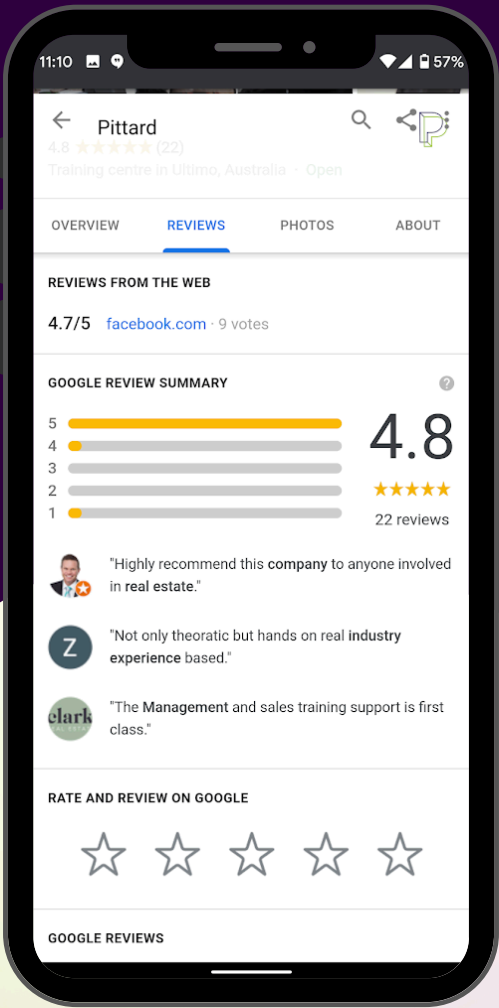 11:10
57%
Pittard
4.8 ★★★★★ (22)
Training centre in Ultimo, Australia · Open
OVERVIEW REVIEWS PHOTOS ABOUT
REVIEWS FROM THE WEB
4.7/5 facebook.com · 9 votes
GOOGLE REVIEW SUMMARY ?
5
4
3
2
1
4.8
22 reviews
"Highly recommend this company to anyone involved
in real estate."
Z
"Not only theoratic but hands on real industry
experience based."
clark
"The Management and sales training support is first
class."
RATE AND REVIEW ON GOOGLE
GOOGLE REVIEWS